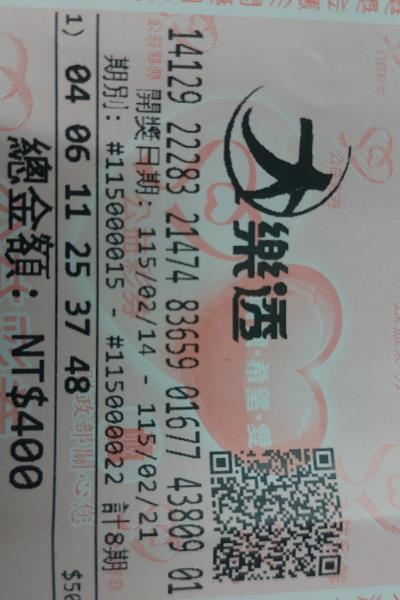 大樂透
14129 22283 21474 83659 01677 43809 01
開獎日期: 115/02/14 - 115/02/21
期別: #115000015 - #115000022 計8期
1) 04 06 11 25 37 48
$50
總金額: NT$400